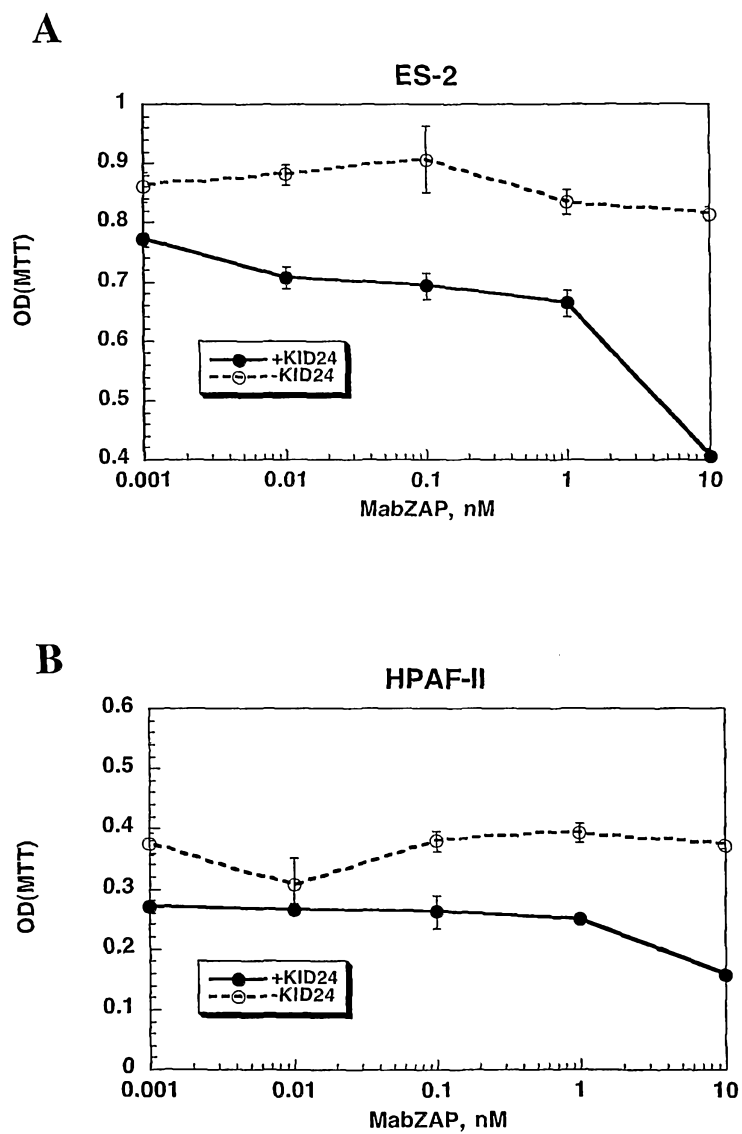 A
ES-2
1
0.9
0.8
0.7
0.6
0.5
0.4
OD(MTT)
+KID24
-KID24
0.001 0.01 0.1 1 10
MabZAP, nM
B
HPAF-II
0.6
0.5
0.4
0.3
0.2
0.1
0
OD(MTT)
+KID24
-KID24
0.001 0.01 0.1 1 10
MabZAP, nM